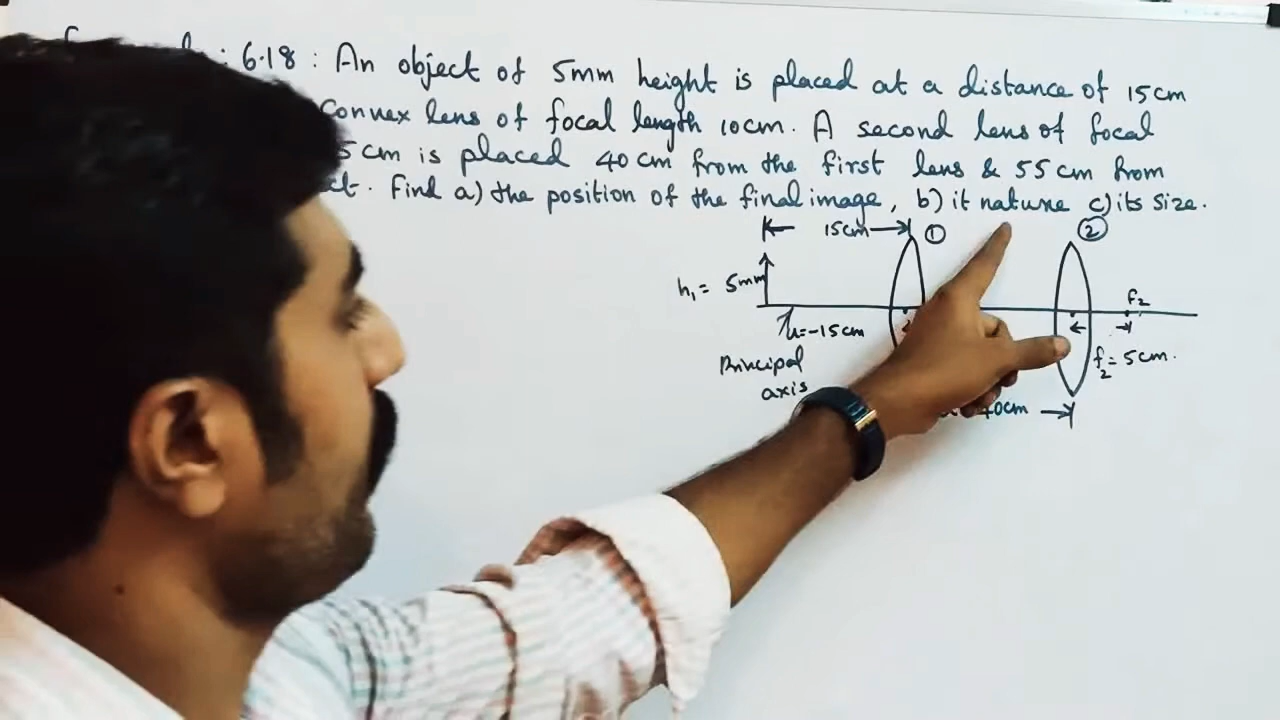 : 6.18 : An object of 5mm height is placed at a distance of 15cm
Convex lens of focal length 10cm. A second lens of focal
5cm is placed 40cm from the first lens & 55cm from
Find a) the position of the final image, b) it nature c) its size.
15cm ① ②
h₁ = 5mm
f₂
u=-15cm
Principal
axis
f₂ = 5cm.
40cm